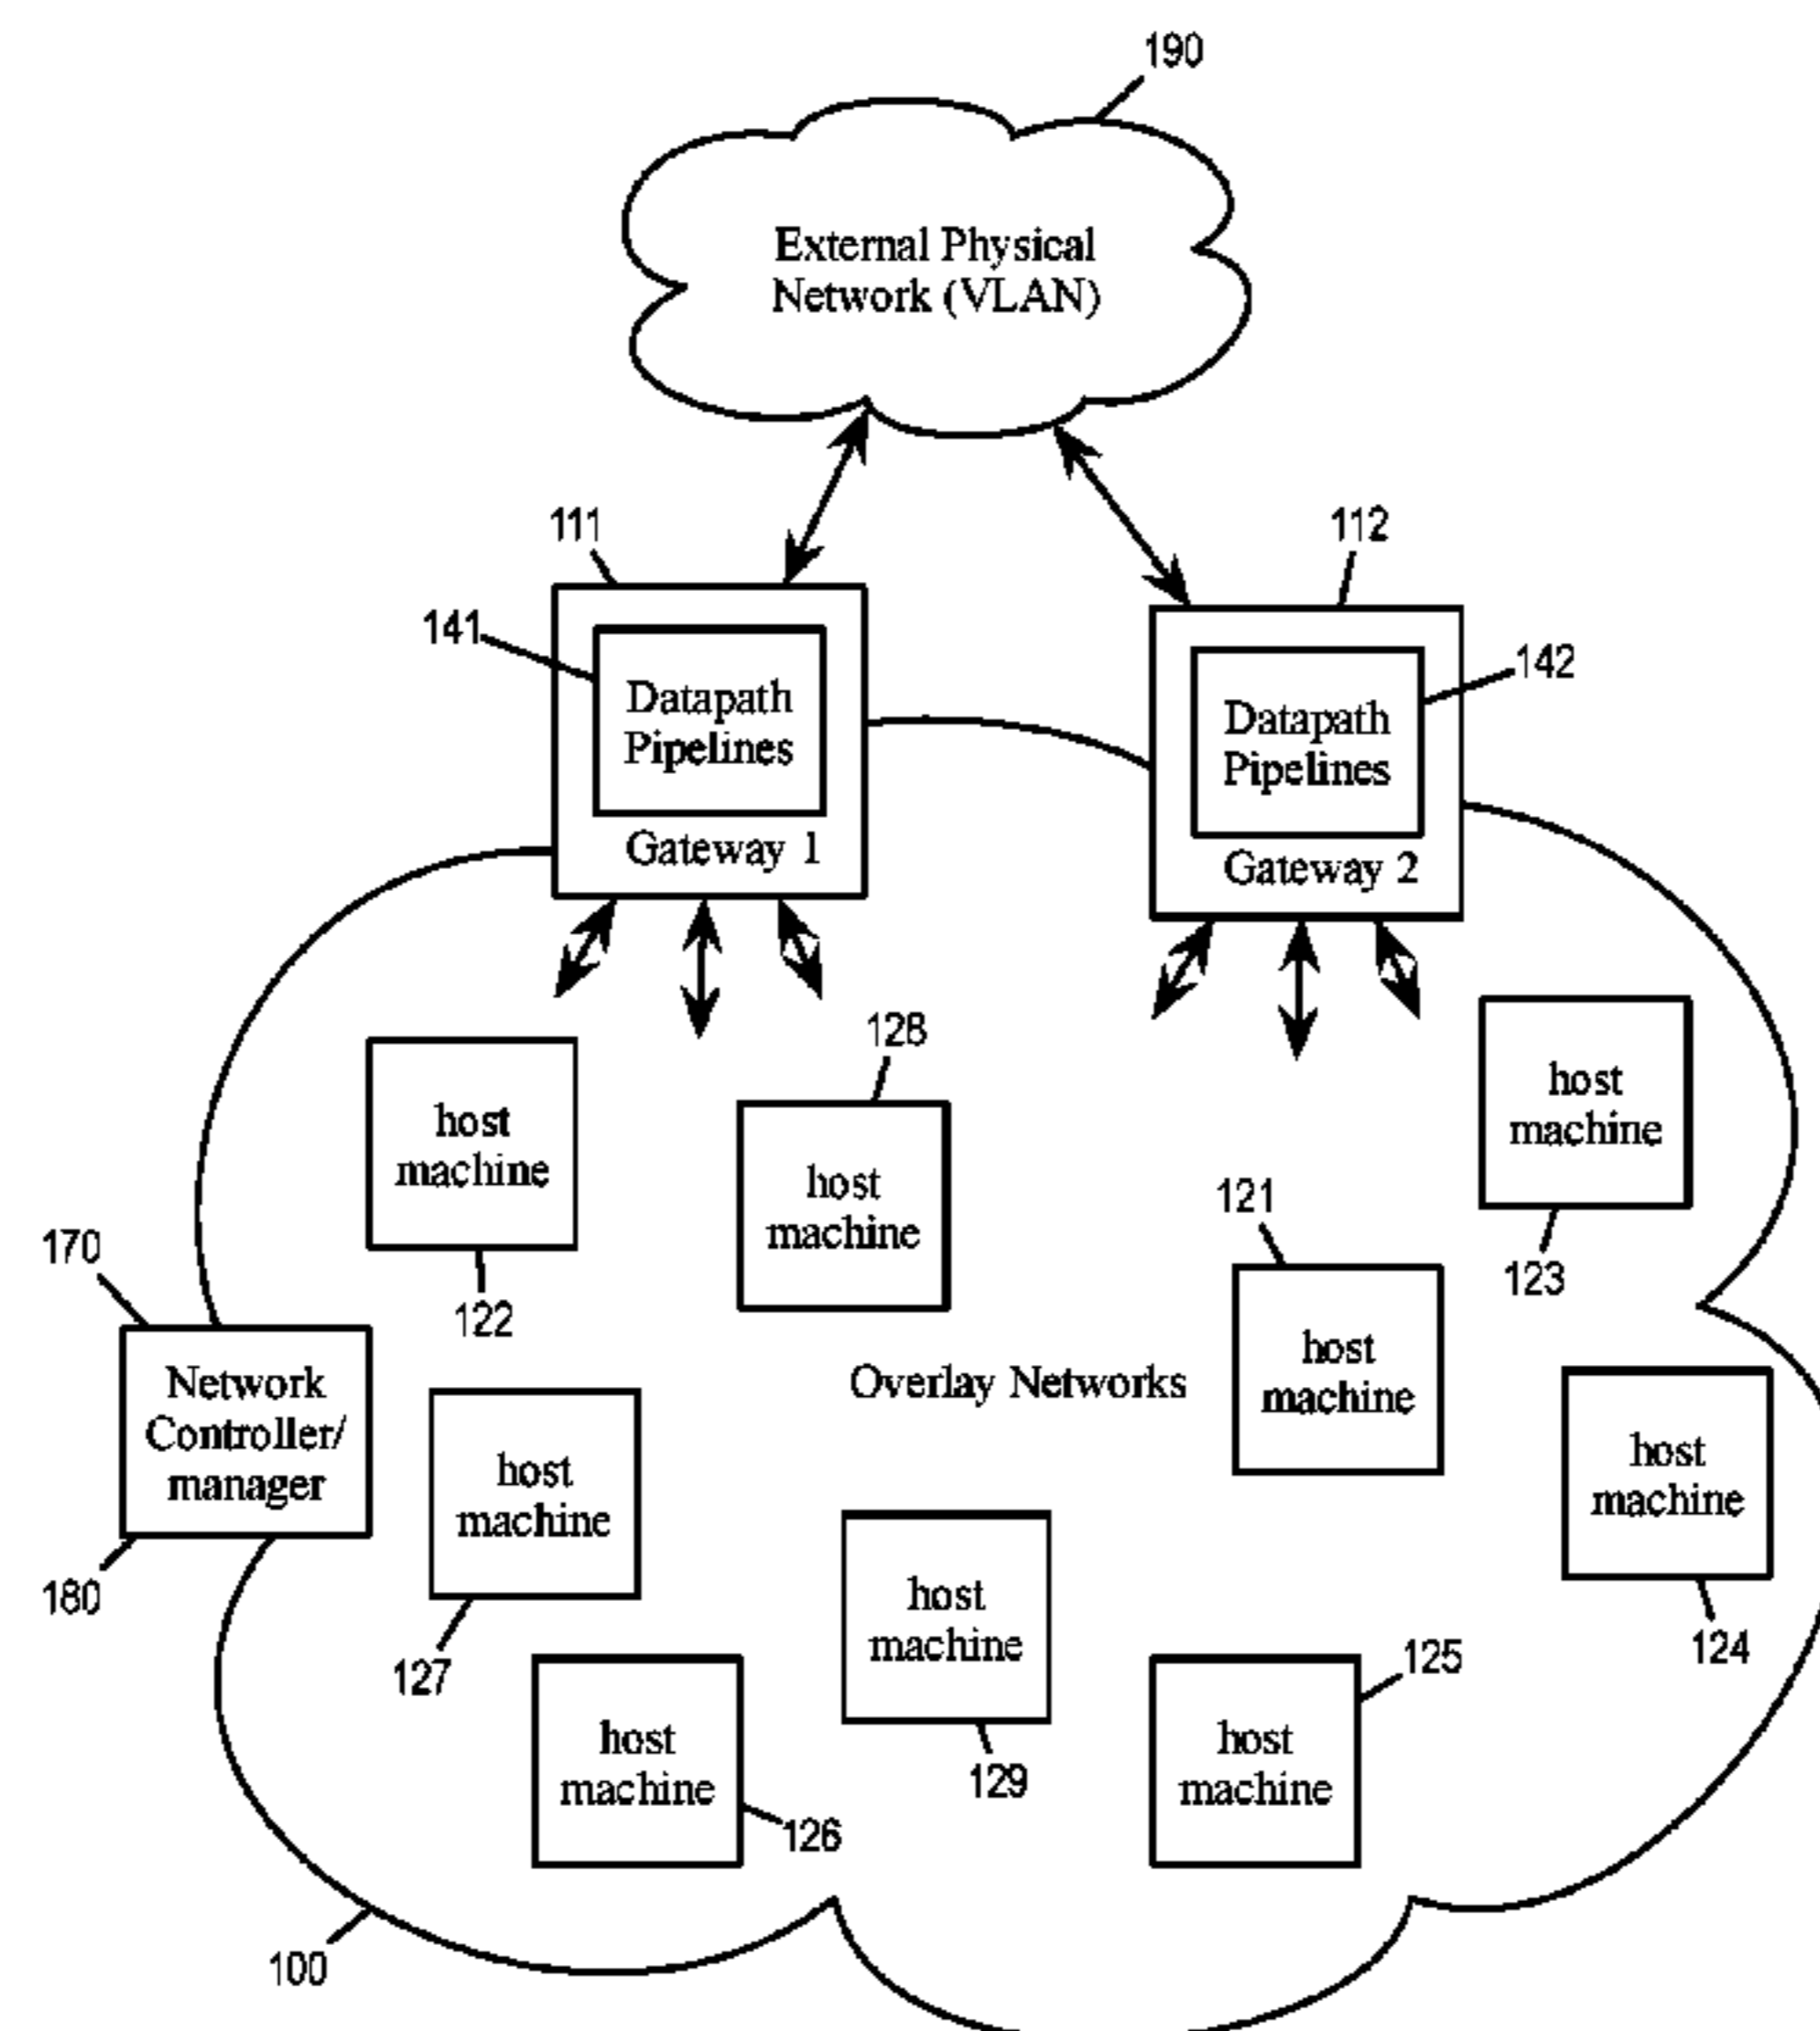 190
External Physical
Network (VLAN)
111
112
141
142
Datapath
Pipelines
Gateway 1
Datapath
Pipelines
Gateway 2
128
host
machine
122
host
machine
host
machine
123
121
host
machine
170
Network
Controller/
manager
180
Overlay Networks
host
machine
127
host
machine
124
host
machine
129
host
machine
126
125
host
machine
100